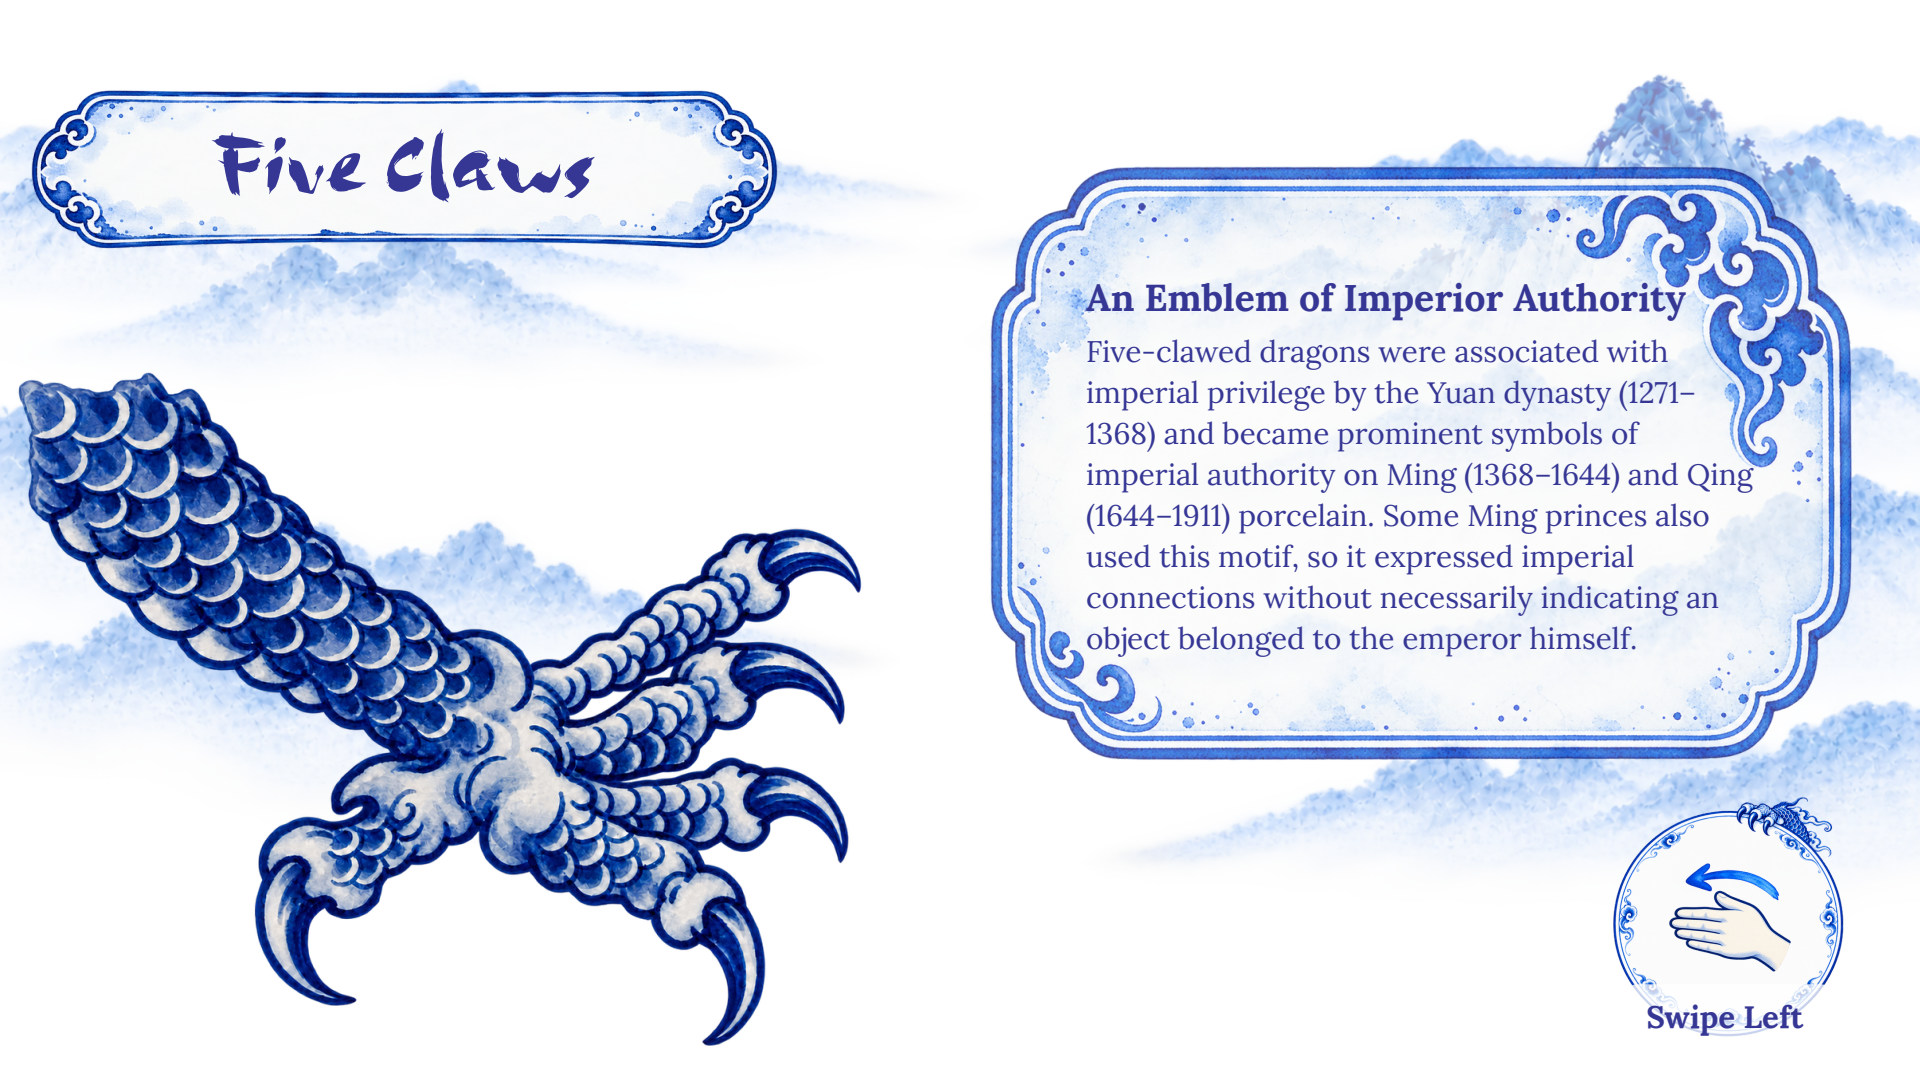 Five Claws
An Emblem of Imperior Authority
Five-clawed dragons were associated with
imperial privilege by the Yuan dynasty (1271–
1368) and became prominent symbols of
imperial authority on Ming (1368–1644) and Qing
(1644–1911) porcelain. Some Ming princes also
used this motif, so it expressed imperial
connections without necessarily indicating an
object belonged to the emperor himself.
Swipe Left